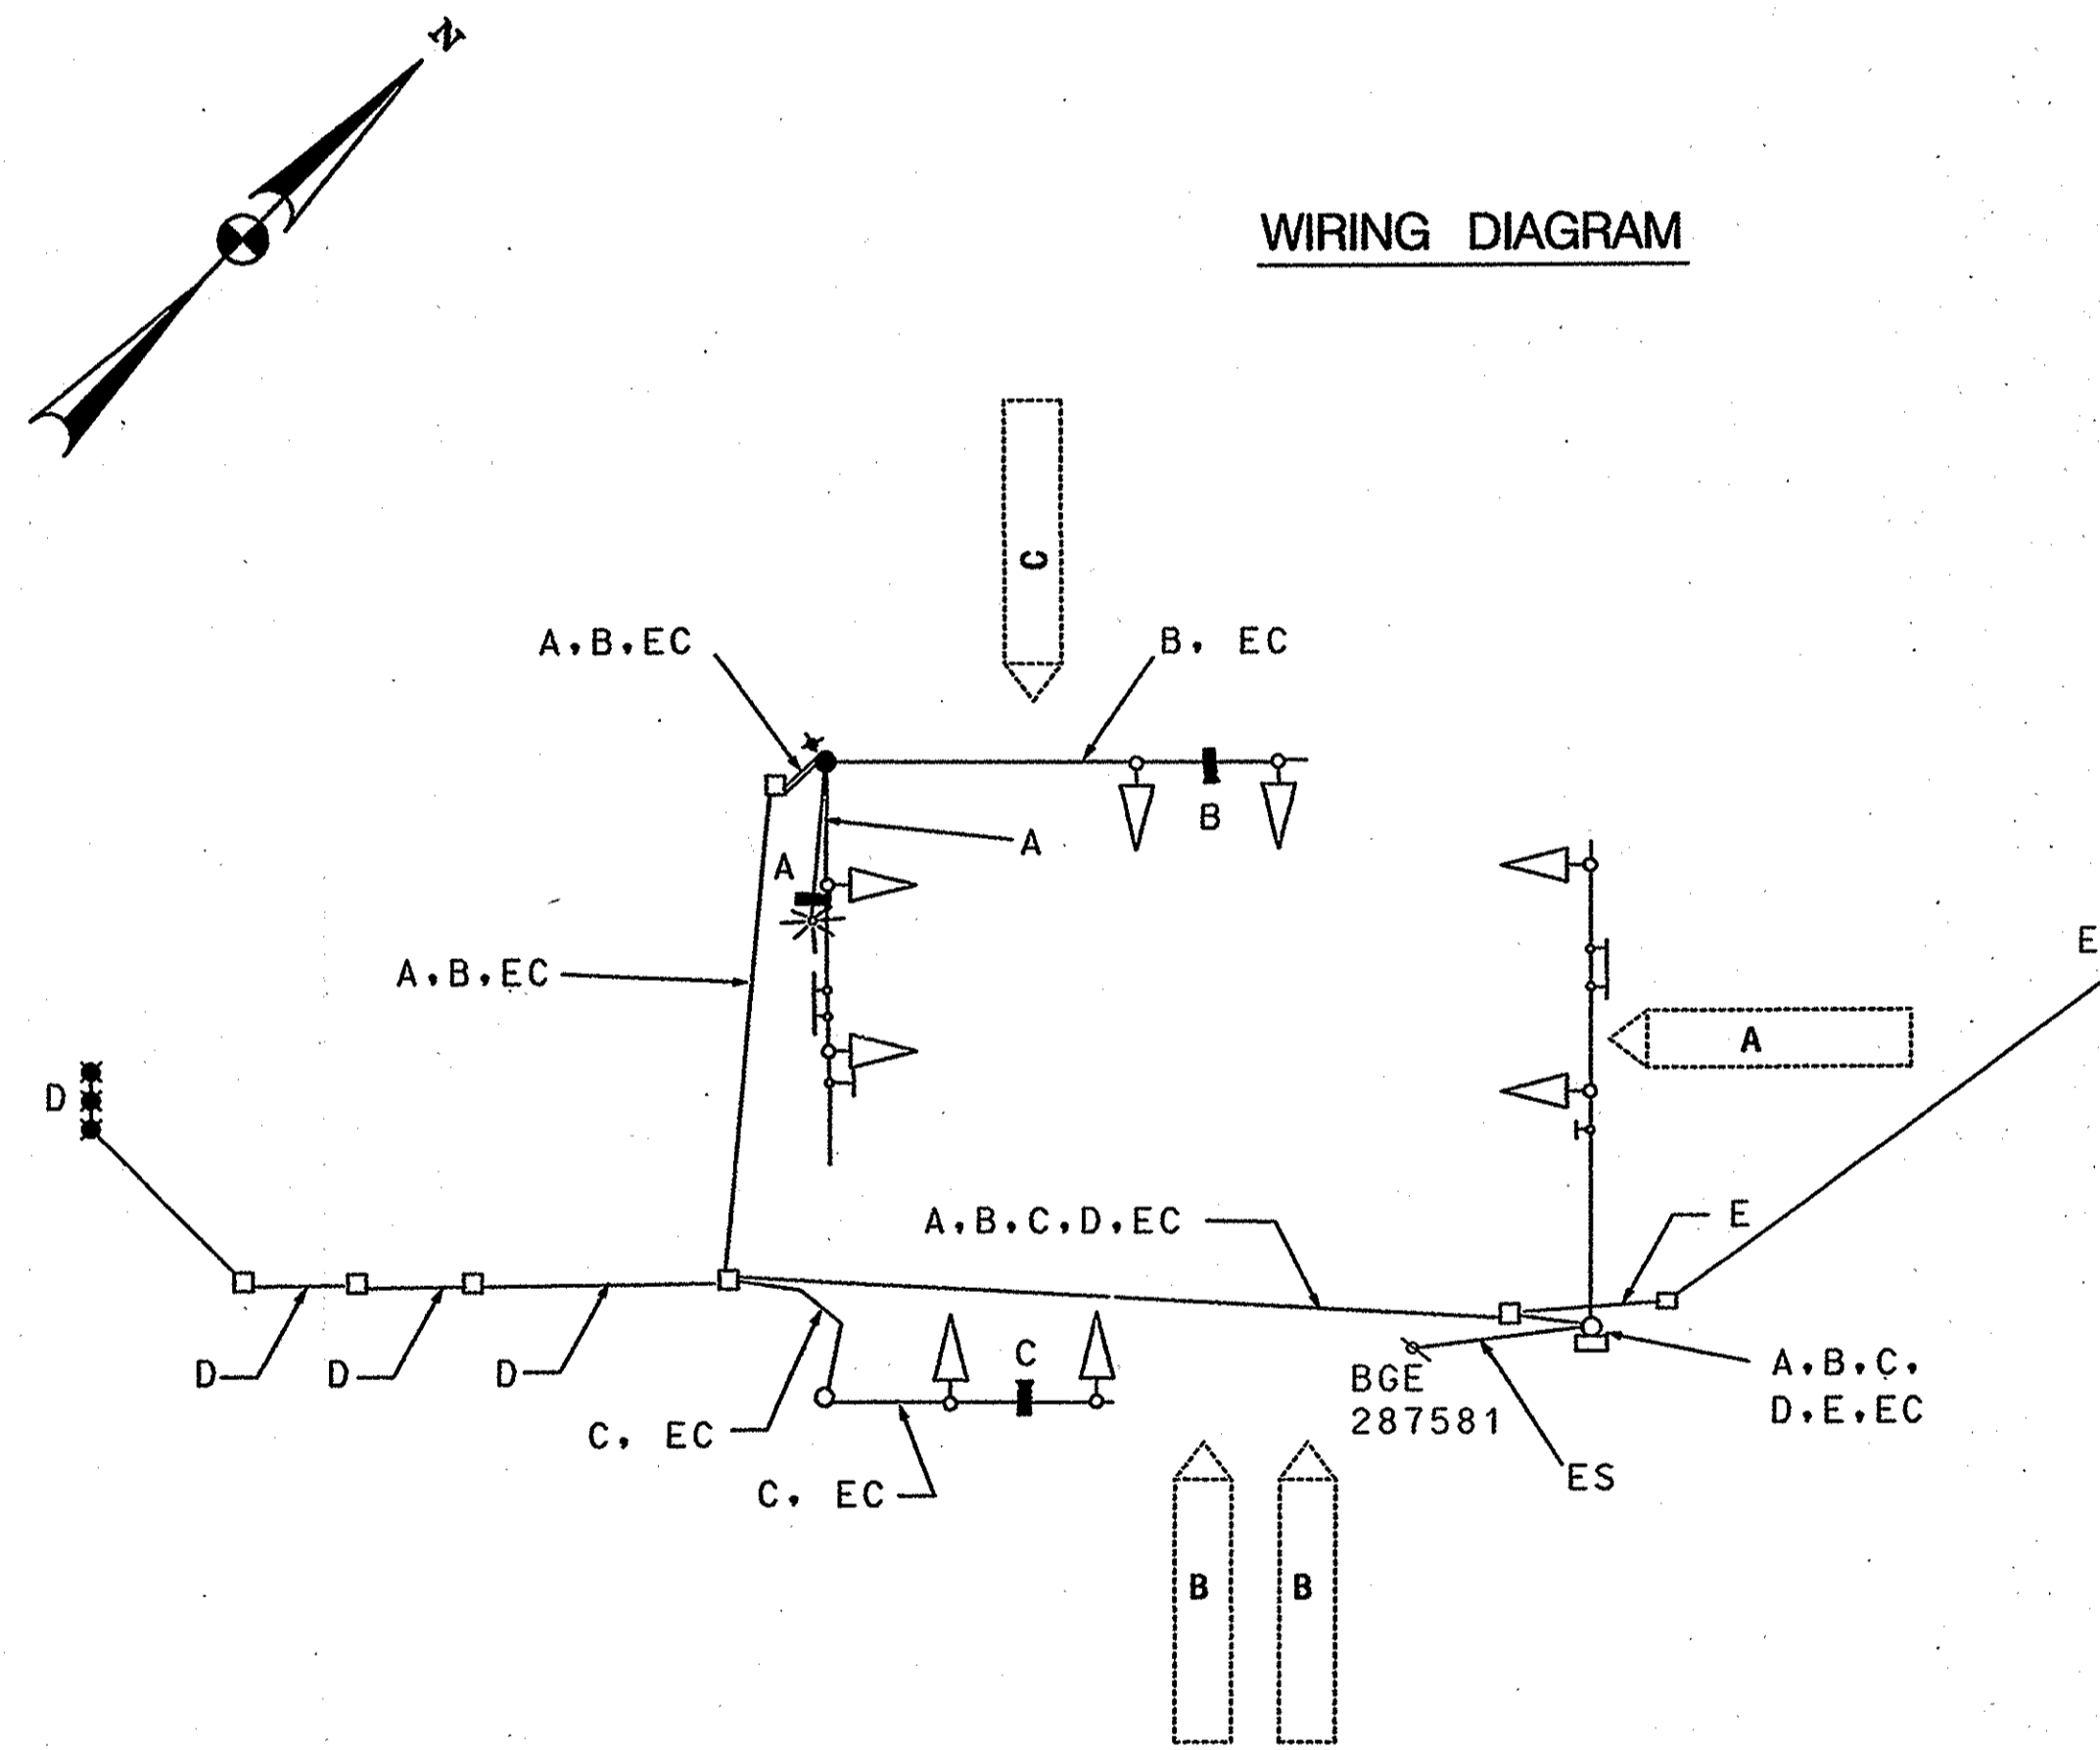 N
WIRING DIAGRAM
C
A,B,EC
B, EC
B
A
A
E
A,B,EC
A
D
A,B,C,D,EC
E
D
D
D
C
BGE
287581
A,B,C,
D,E,EC
C, EC
C, EC
ES
B
B